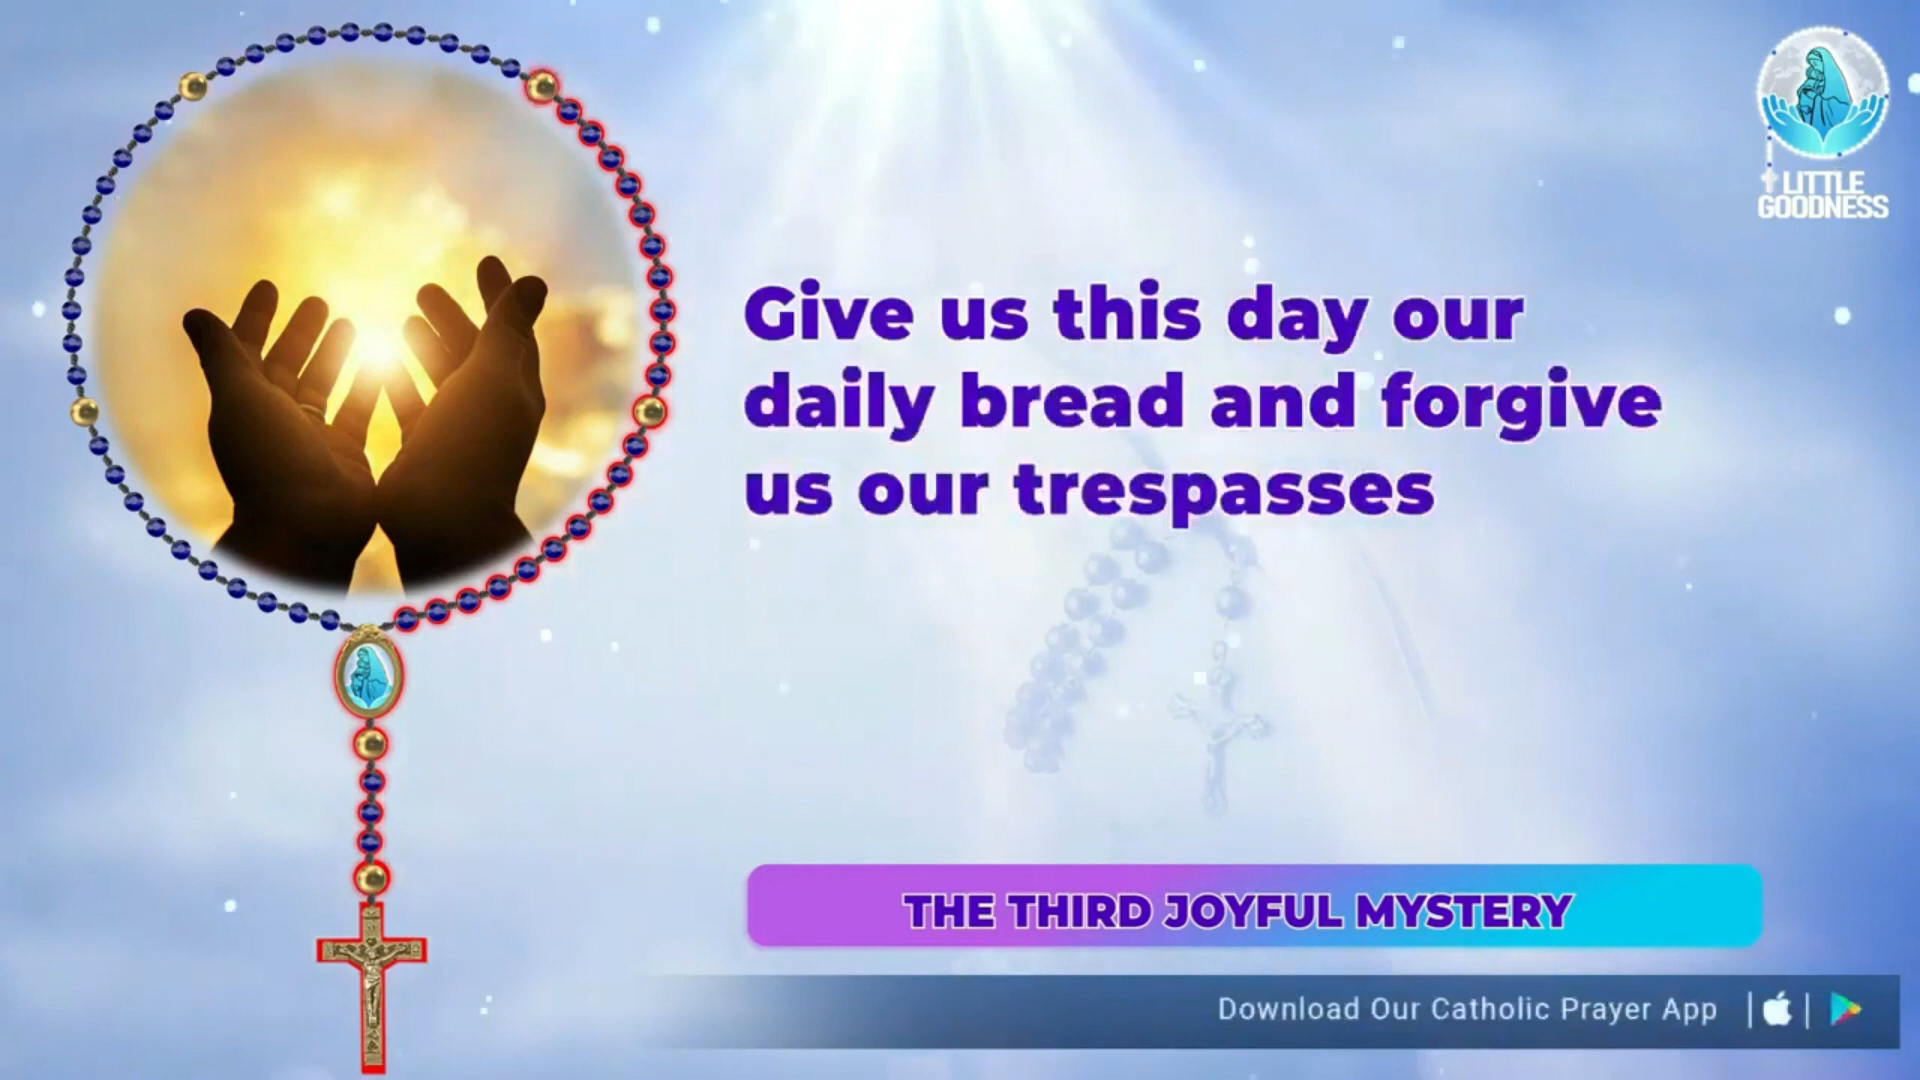 LITTLE
GOODNESS
Give us this day our
daily bread and forgive
us our trespasses
THE THIRD JOYFUL MYSTERY
Download Our Catholic Prayer App